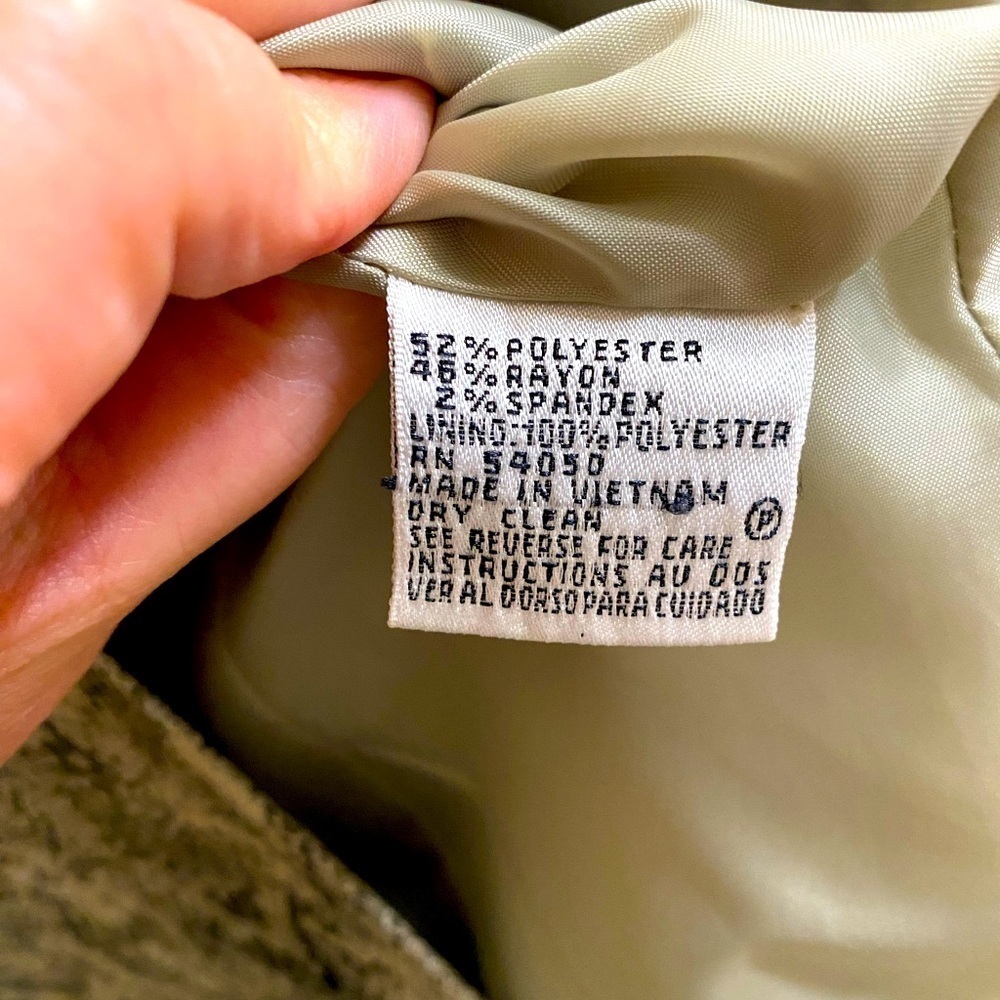 52% POLYESTER
46% RAYON
2% SPANDEX
LINING:100% POLYESTER
RN 54050
MADE IN VIETNAM
DRY CLEAN Ⓟ
SEE REVERSE FOR CARE
INSTRUCTIONS AU DOS
VER AL DORSO PARA CUIDADO